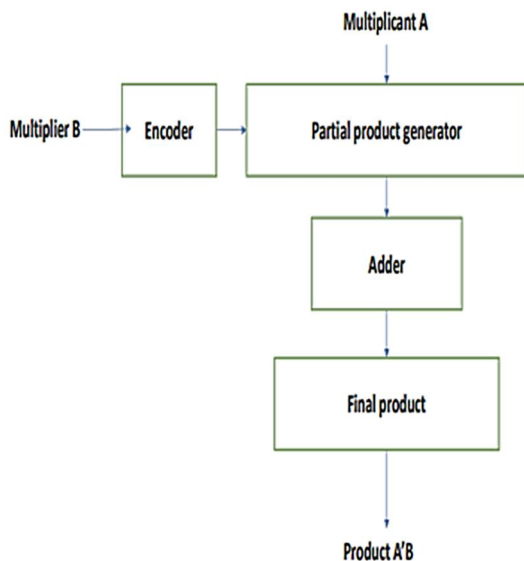 Multiplicant A
Multiplier B
Encoder
Partial product generator
Adder
Final product
Product A'B